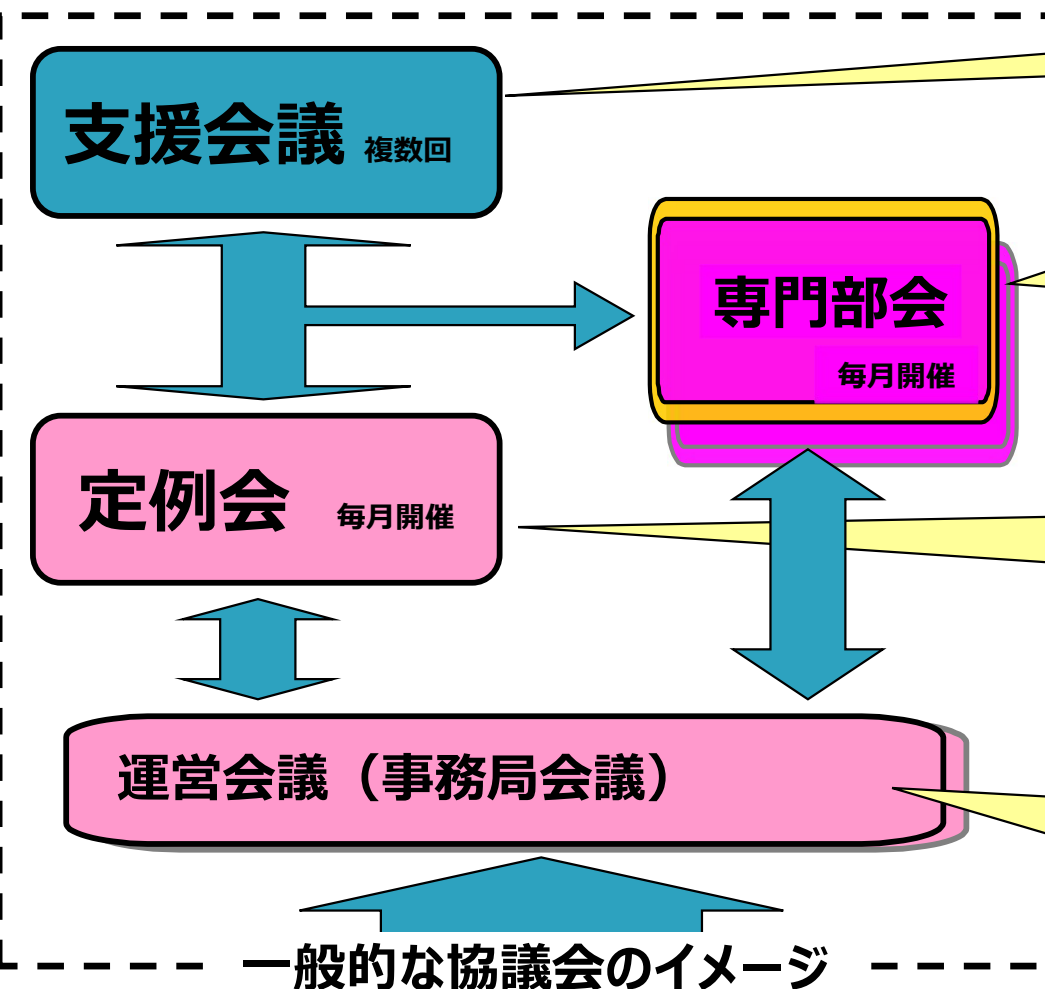 支援会議 複数回
専門部会
毎月開催
定例会 毎月開催
運営会議（事務局会議）
一般的な協議会のイメージ